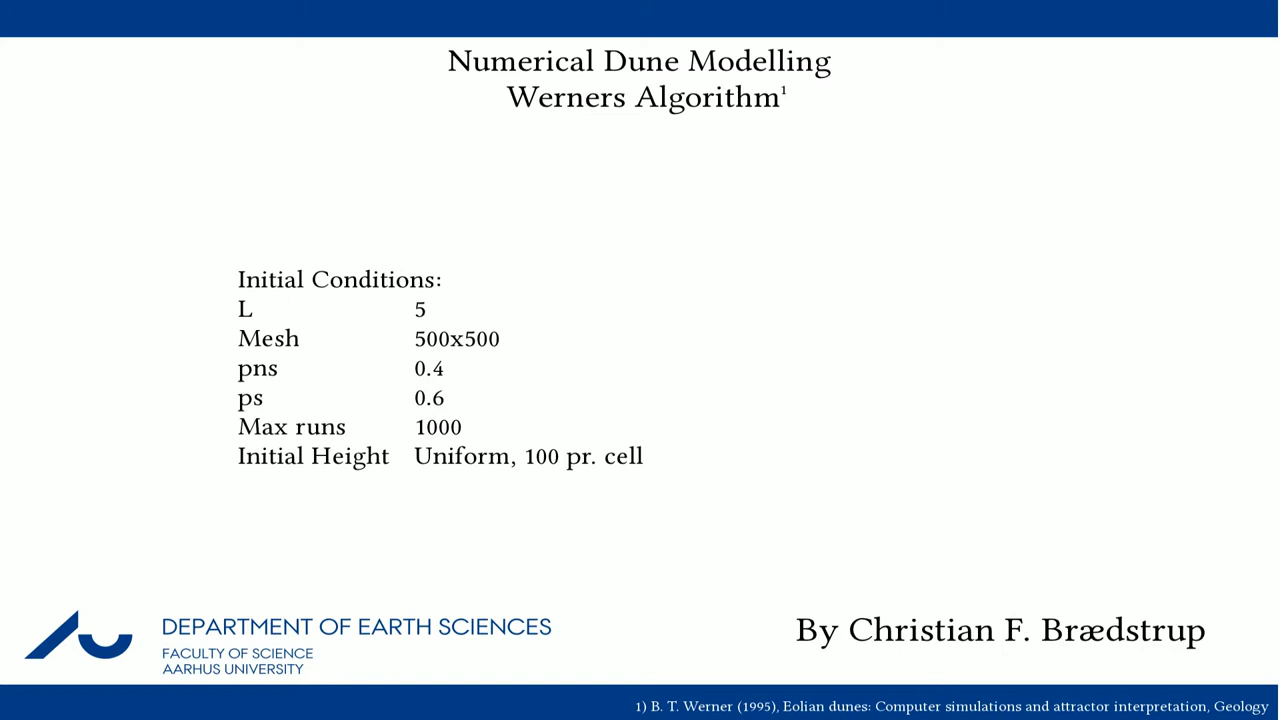 Numerical Dune Modelling
Werners Algorithm¹
Initial Conditions:
L 5
Mesh 500x500
pns 0.4
ps 0.6
Max runs 1000
Initial Height Uniform, 100 pr. cell
DEPARTMENT OF EARTH SCIENCES
FACULTY OF SCIENCE
AARHUS UNIVERSITY
By Christian F. Brædstrup
1) B. T. Werner (1995), Eolian dunes: Computer simulations and attractor interpretation, Geology